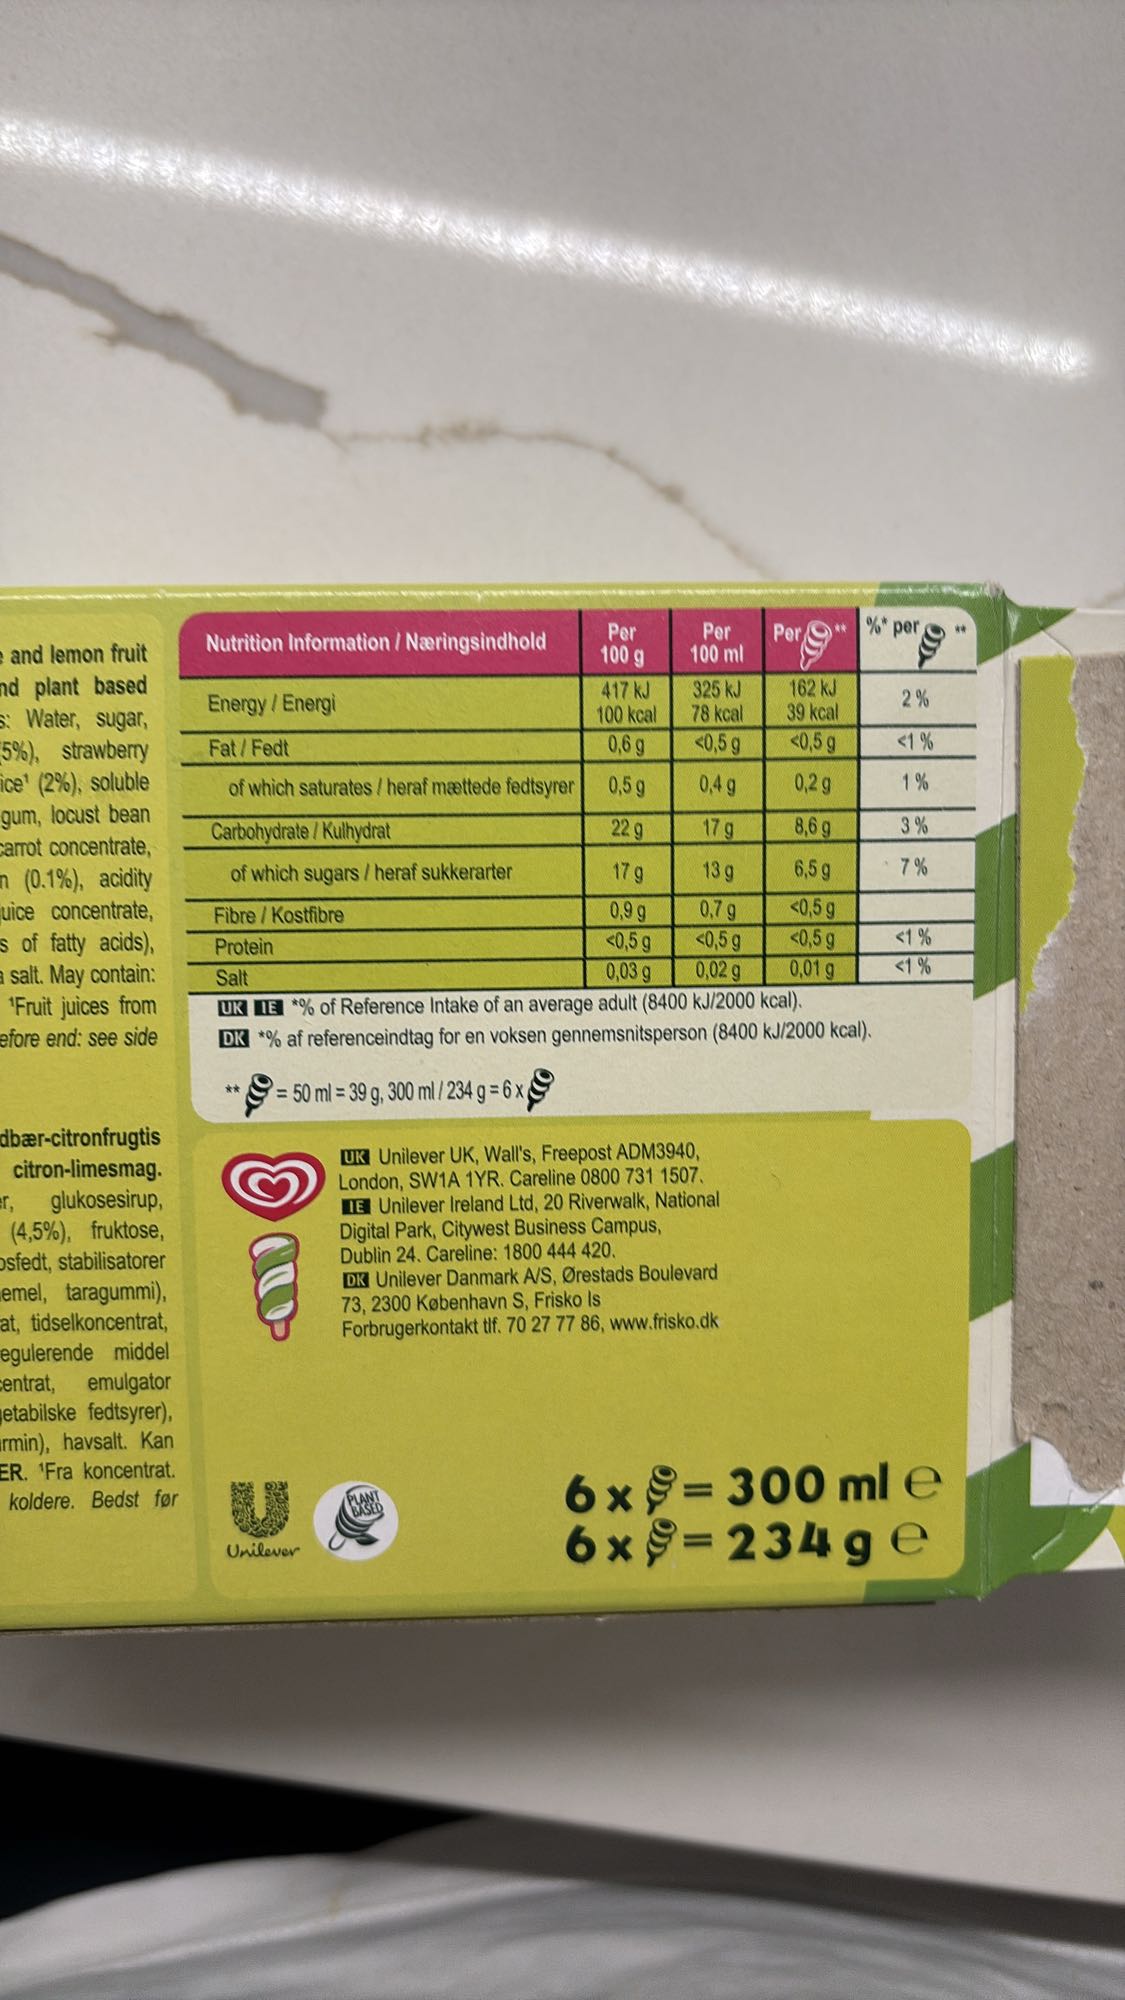 and lemon fruit
nd plant based
: Water, sugar,
5%), strawberry
ice¹ (2%), soluble
gum, locust bean
carrot concentrate,
(0.1%), acidity
juice concentrate,
s of fatty acids),
salt. May contain:
¹Fruit juices from
efore end: see side
dbær-citronfrugtis
citron-limesmag.
er, glukosesirup,
(4,5%), fruktose,
osfedt, stabilisatorer
emel, taragummi),
at, tidselkoncentrat,
egulerende middel
centrat, emulgator
getabilske fedtsyrer),
armin), havsalt. Kan
ER. ¹Fra koncentrat.
koldere. Bedst før
Nutrition Information / Næringsindhold Per 100 g Per 100 ml Per ** %* per **
Energy / Energi 417 kJ 100 kcal 325 kJ 78 kcal 162 kJ 39 kcal 2 %
Fat / Fedt 0,6 g <0,5 g <0,5 g <1 %
of which saturates / heraf mættede fedtsyrer 0,5 g 0,4 g 0,2 g 1 %
Carbohydrate / Kulhydrat 22 g 17 g 8,6 g 3 %
of which sugars / heraf sukkerarter 17 g 13 g 6,5 g 7 %
Fibre / Kostfibre 0,9 g 0,7 g <0,5 g
Protein <0,5 g <0,5 g <0,5 g <1 %
Salt 0,03 g 0,02 g 0,01 g <1 %
UK IE *% of Reference Intake of an average adult (8400 kJ/2000 kcal).
DK *% af referenceindtag for en voksen gennemsnitsperson (8400 kJ/2000 kcal).
** = 50 ml = 39 g, 300 ml / 234 g = 6 x
UK Unilever UK, Wall's, Freepost ADM3940,
London, SW1A 1YR. Careline 0800 731 1507.
IE Unilever Ireland Ltd, 20 Riverwalk, National
Digital Park, Citywest Business Campus,
Dublin 24. Careline: 1800 444 420.
DK Unilever Danmark A/S, Ørestads Boulevard
73, 2300 København S, Frisko Is
Forbrugerkontakt tlf. 70 27 77 86, www.frisko.dk
Unilever
PLANT
BASED
6 x = 300 ml e
6 x = 234 g e